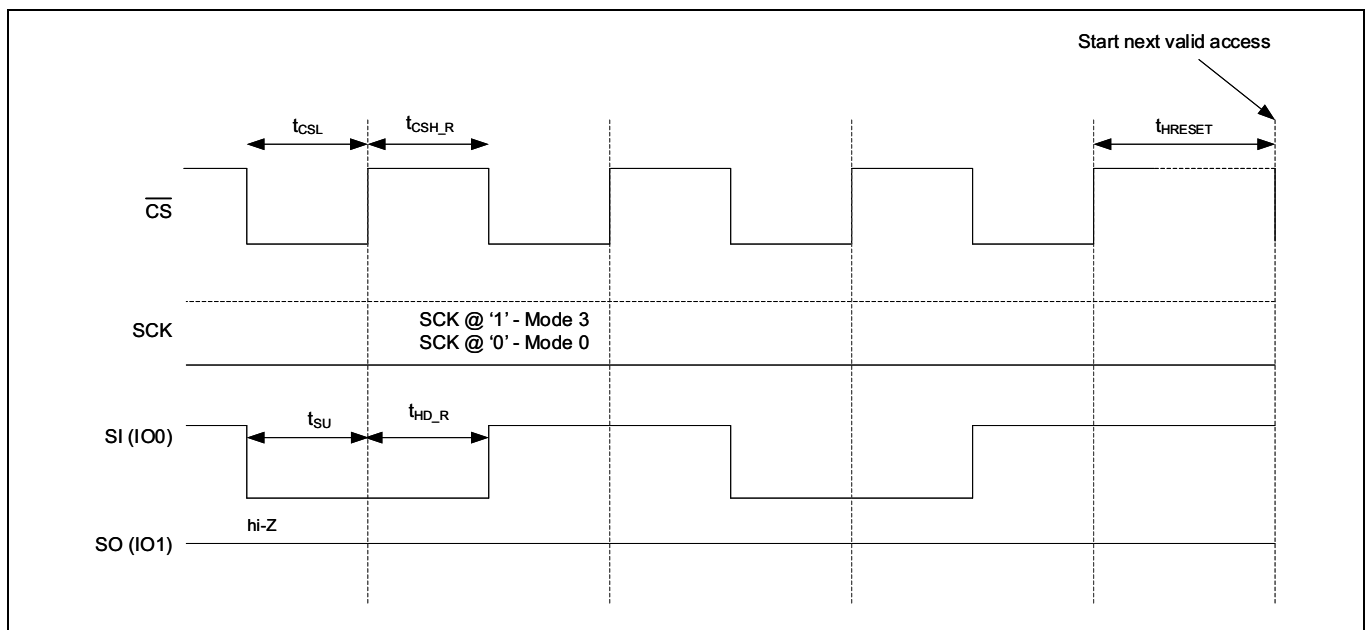 Start next valid access
tCSL
tCSH_R
tHRESET
CS
SCK
SCK @ ‘1’ - Mode 3
SCK @ ‘0’ - Mode 0
tSU
tHD_R
SI (IO0)
hi-Z
SO (IO1)